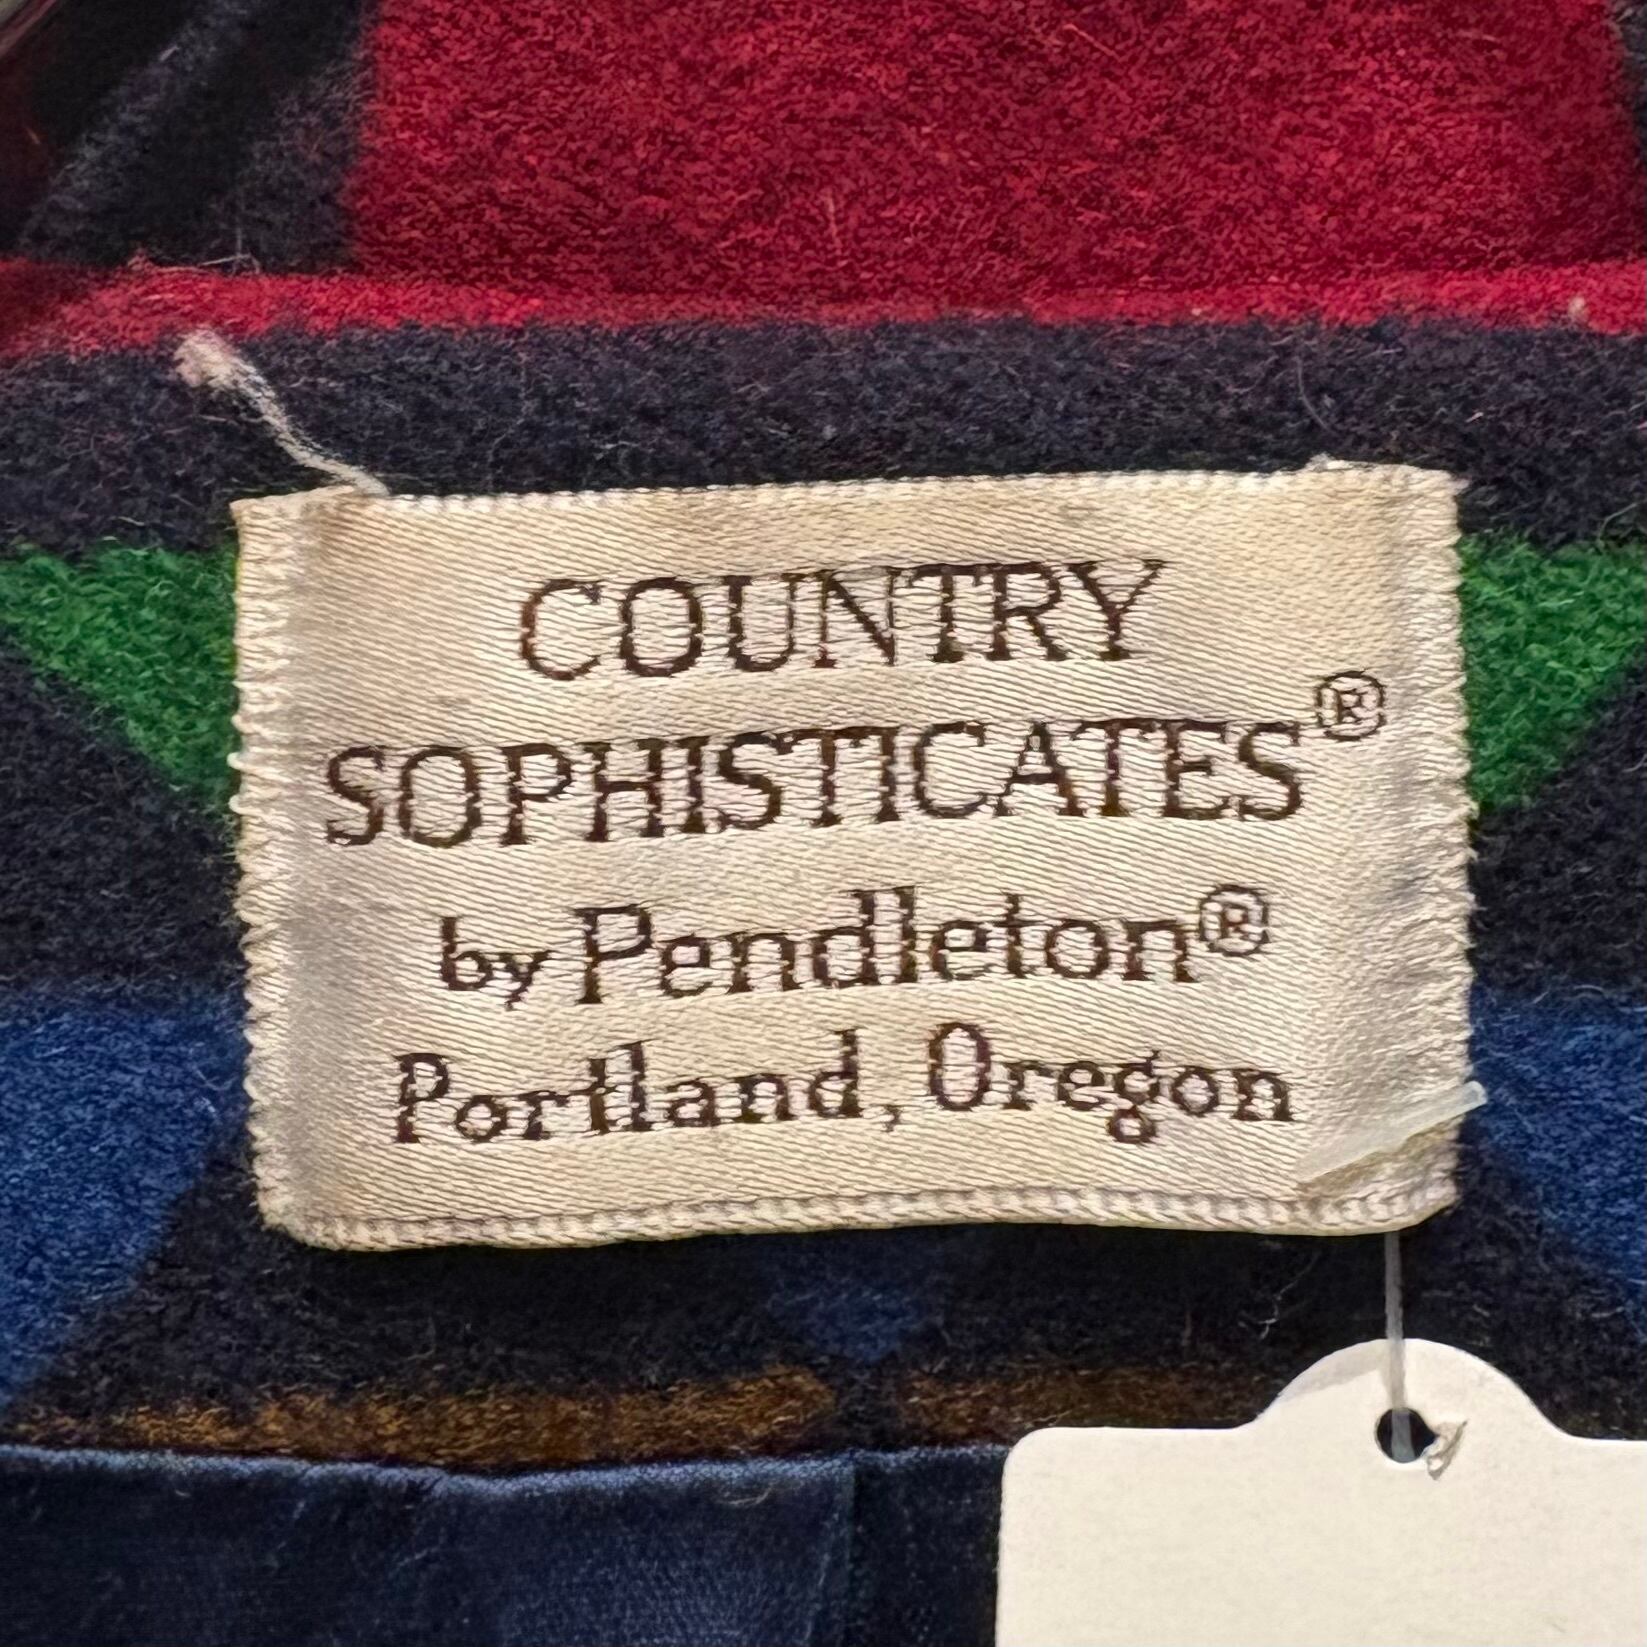 COUNTRY
SOPHISTICATES®
by Pendleton®
Portland, Oregon